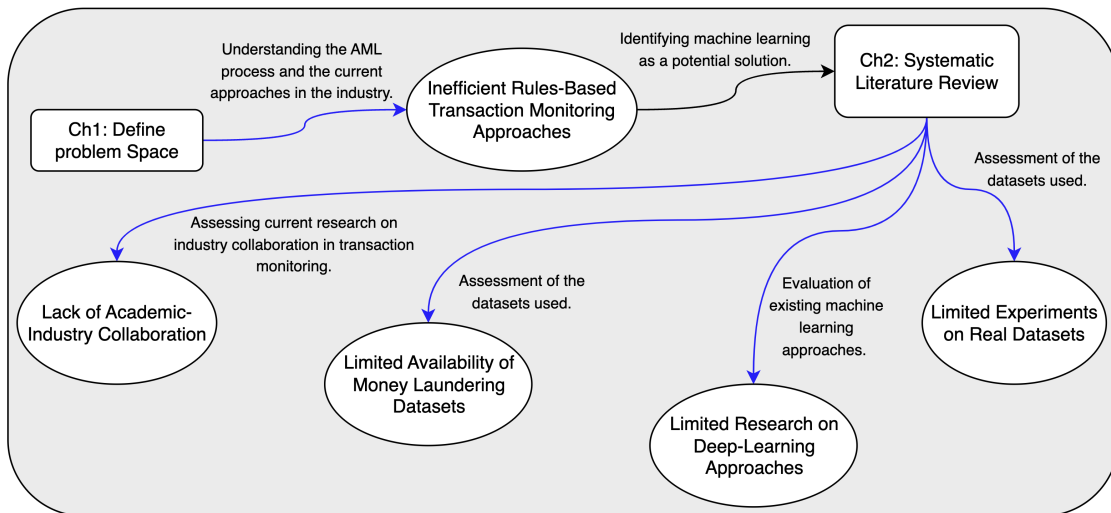 Understanding the AML
process and the current
approaches in the industry.
Identifying machine learning
as a potential solution.
Ch2: Systematic
Literature Review
Inefficient Rules-Based
Transaction Monitoring
Approaches
Ch1: Define
problem Space
Assessment of the
datasets used.
Assessing current research on
industry collaboration in transaction
monitoring.
Assessment of the
datasets used.
Evaluation of
existing machine
learning
approaches.
Lack of Academic-
Industry Collaboration
Limited Availability of
Money Laundering
Datasets
Limited Research on
Deep-Learning
Approaches
Limited Experiments
on Real Datasets